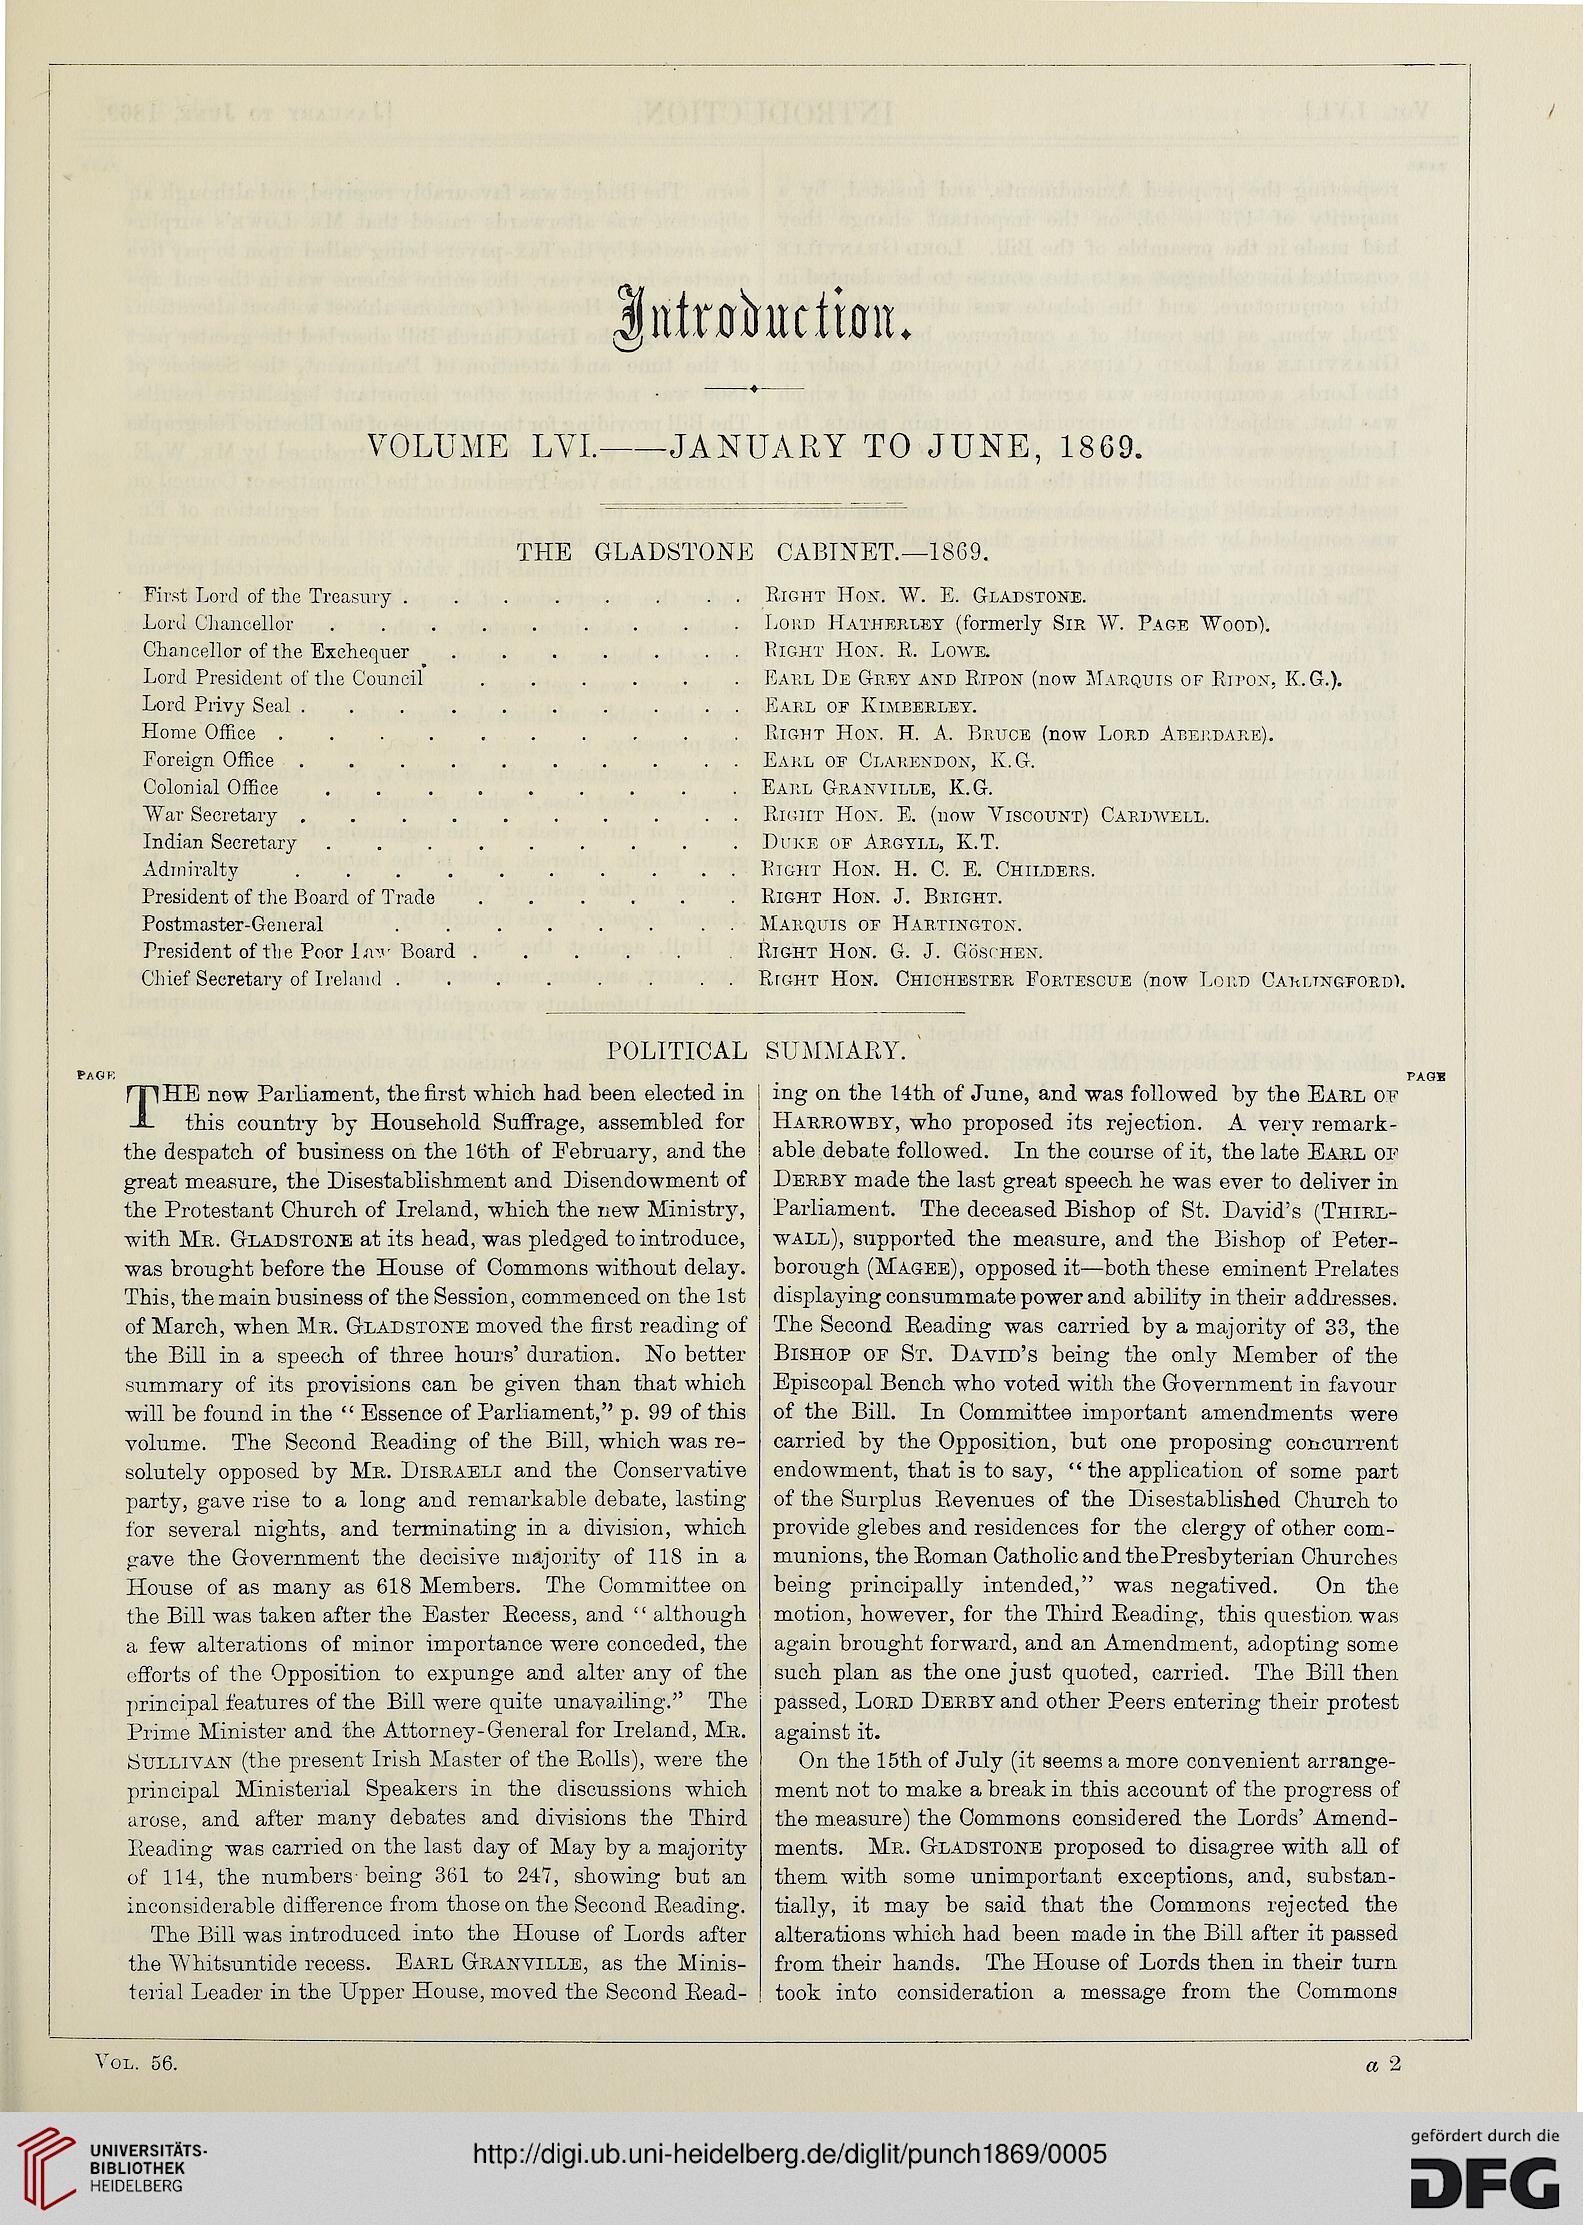 Introduction.
VOLUME LVI.——JANUARY TO JUNE, 1869.
THE GLADSTONE CABINET.—1869.
First Lord of the Treasury . . . . . . . . RIGHT HON. W. E. GLADSTONE.
Lord Chancellor . . . . . . . . . LORD HATHERLEY (formerly SIR W. PAGE WOOD).
Chancellor of the Exchequer . . . . . . . RIGHT HON. R. LOWE.
Lord President of the Council . . . . . . EARL DE GREY AND RIPON (now MARQUIS OF RIPON, K.G.).
Lord Privy Seal . . . . . . . . . . EARL OF KIMBERLEY.
Home Office . . . . . . . . . . RIGHT HON. H. A. BRUCE (now LORD ABERDARE).
Foreign Office . . . . . . . . . . EARL OF CLARENDON, K.G.
Colonial Office . . . . . . . . . EARL GRANVILLE, K.G.
War Secretary . . . . . . . . . . RIGHT HON. E. (now VISCOUNT) CARDWELL.
Indian Secretary . . . . . . . . . DUKE OF ARGYLL, K.T.
Admiralty . . . . . . . . . . RIGHT HON. H. C. E. CHILDERS.
President of the Board of Trade . . . . . . RIGHT HON. J. BRIGHT.
Postmaster-General . . . . . . . . MARQUIS OF HARTINGTON.
President of the Poor Law Board . . . . . . RIGHT HON. G. J. GÖSCHEN.
Chief Secretary of Ireland . . . . . . . . RIGHT HON. CHICHESTER FORTESCUE (now LORD CARLINGFORD).
POLITICAL SUMMARY.
PAGE
THE new Parliament, the first which had been elected in
this country by Household Suffrage, assembled for
the despatch of business on the 16th of February, and the
great measure, the Disestablishment and Disendowment of
the Protestant Church of Ireland, which the new Ministry,
with MR. GLADSTONE at its head, was pledged to introduce,
was brought before the House of Commons without delay.
This, the main business of the Session, commenced on the 1st
of March, when MR. GLADSTONE moved the first reading of
the Bill in a speech of three hours' duration. No better
summary of its provisions can be given than that which
will be found in the "Essence of Parliament," p. 99 of this
volume. The Second Reading of the Bill, which was re-
solutely opposed by MR. DISRAELI and the Conservative
party, gave rise to a long and remarkable debate, lasting
for several nights, and terminating in a division, which
gave the Government the decisive majority of 118 in a
House of as many as 618 Members. The Committee on
the Bill was taken after the Easter Recess, and "although
a few alterations of minor importance were conceded, the
efforts of the Opposition to expunge and alter any of the
principal features of the Bill were quite unavailing." The
Prime Minister and the Attorney-General for Ireland, MR.
SULLIVAN (the present Irish Master of the Rolls), were the
principal Ministerial Speakers in the discussions which
arose, and after many debates and divisions the Third
Reading was carried on the last day of May by a majority
of 114, the numbers being 361 to 247, showing but an
inconsiderable difference from those on the Second Reading.
The Bill was introduced into the House of Lords after
the Whitsuntide recess. EARL GRANVILLE, as the Minis-
terial Leader in the Upper House, moved the Second Read-
PAGE
ing on the 14th of June, and was followed by the EARL OF
HARROWBY, who proposed its rejection. A very remark-
able debate followed. In the course of it, the late EARL OF
DERBY made the last great speech he was ever to deliver in
Parliament. The deceased Bishop of St. David's (THIRL-
WALL), supported the measure, and the Bishop of Peter-
borough (MAGEE), opposed it—both these eminent Prelates
displaying consummate power and ability in their addresses.
The Second Reading was carried by a majority of 33, the
BISHOP OF ST. DAVID'S being the only Member of the
Episcopal Bench who voted with the Government in favour
of the Bill. In Committee important amendments were
carried by the Opposition, but one proposing concurrent
endowment, that is to say, "the application of some part
of the Surplus Revenues of the Disestablished Church to
provide glebes and residences for the clergy of other com-
munions, the Roman Catholic and the Presbyterian Churches
being principally intended," was negatived. On the
motion, however, for the Third Reading, this question was
again brought forward, and an Amendment, adopting some
such plan as the one just quoted, carried. The Bill then
passed, LORD DERBY and other Peers entering their protest
against it.
On the 15th of July (it seems a more convenient arrange-
ment not to make a break in this account of the progress of
the measure) the Commons considered the Lords' Amend-
ments. MR. GLADSTONE proposed to disagree with all of
them with some unimportant exceptions, and, substan-
tially, it may be said that the Commons rejected the
alterations which had been made in the Bill after it passed
from their hands. The House of Lords then in their turn
took into consideration a message from the Commons
VOL. 56.
a 2
UNIVERSITÄTS-
BIBLIOTHEK
HEIDELBERG
http://digi.ub.uni-heidelberg.de/diglit/punch1869/0005
gefördert durch die
DFG